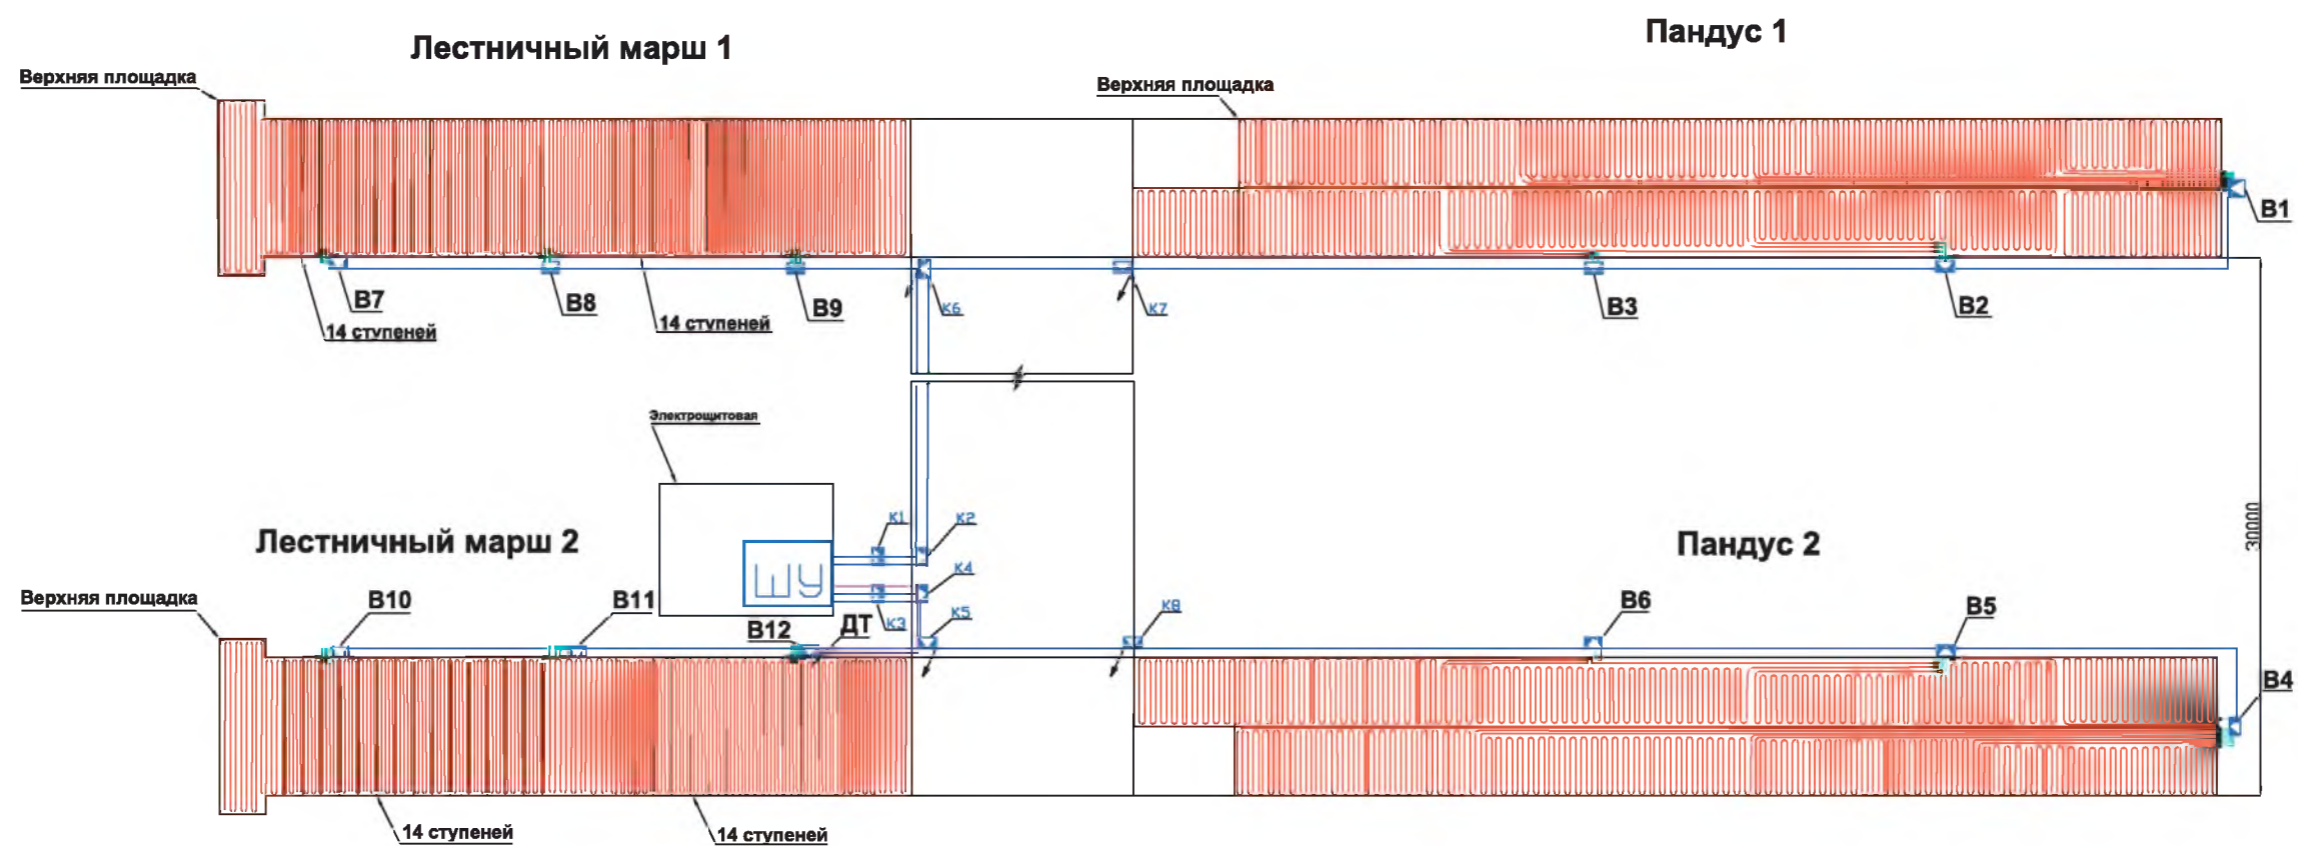 Пандус 1
Лестничный марш 1
Верхняя площадка
Верхняя площадка
В1
В7
В8
В9
К6
К7
В3
В2
14 ступеней
14 ступеней
Электрощитовая
К1
К2
30000
Лестничный марш 2
Пандус 2
ШУ
К4
Верхняя площадка
В10
В11
В12
ДТ
К3
К5
К8
В6
В5
В4
14 ступеней
14 ступеней